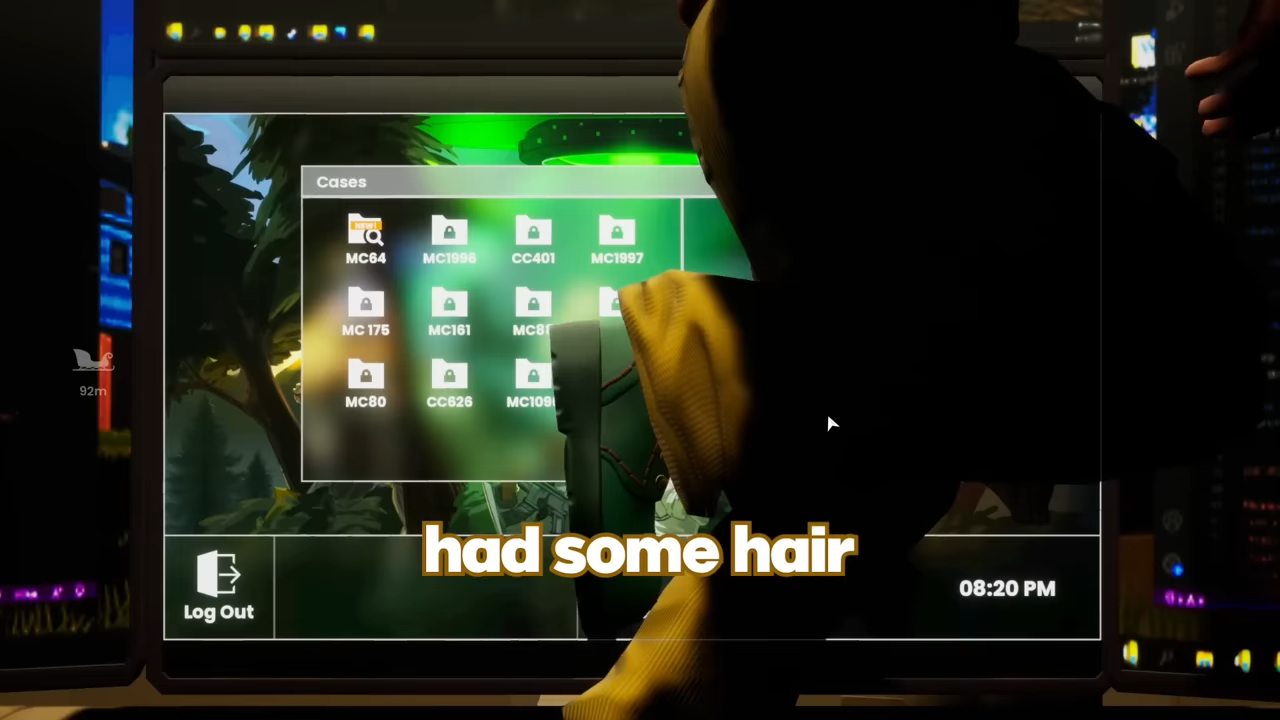 Cases
NEW!
MC64 MC1996 CC401 MC1997
MC 175 MC161
MC80 CC626
92m
had some hair
Log Out
08:20 PM